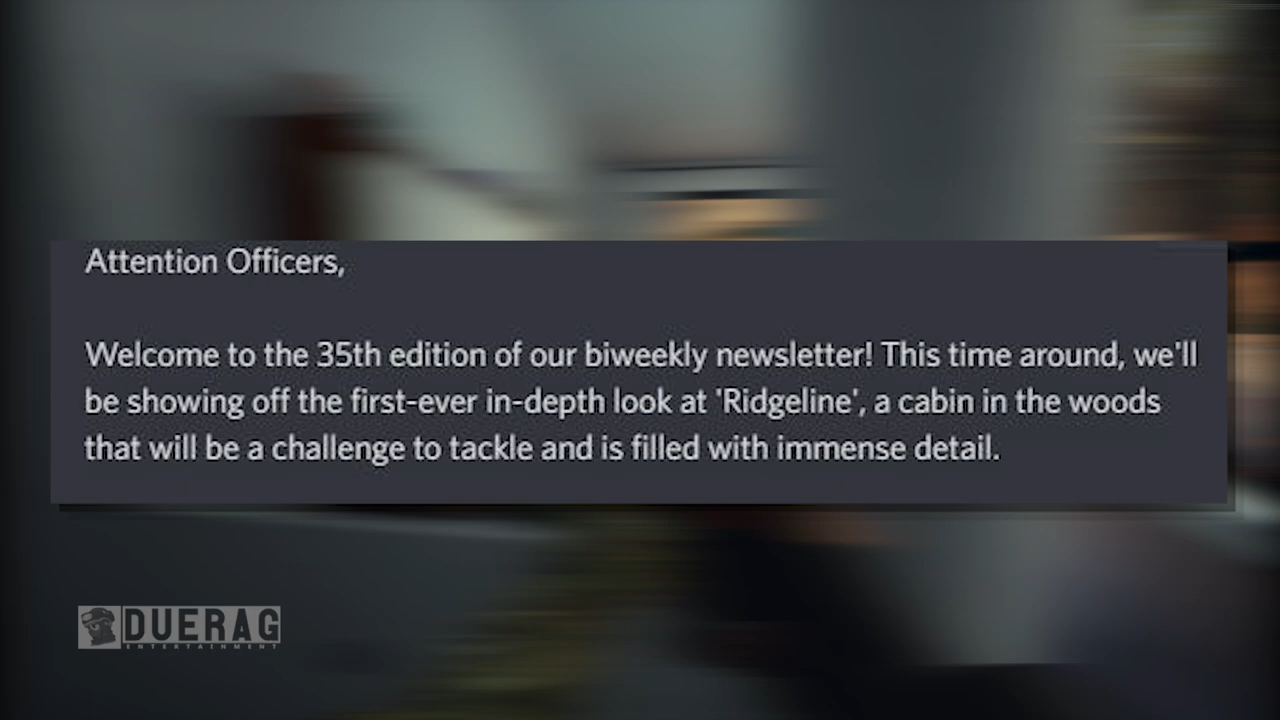 Attention Officers,
Welcome to the 35th edition of our biweekly newsletter! This time around, we'll
be showing off the first-ever in-depth look at 'Ridgeline', a cabin in the woods
that will be a challenge to tackle and is filled with immense detail.
DUERAG
ENTERTAINMENT